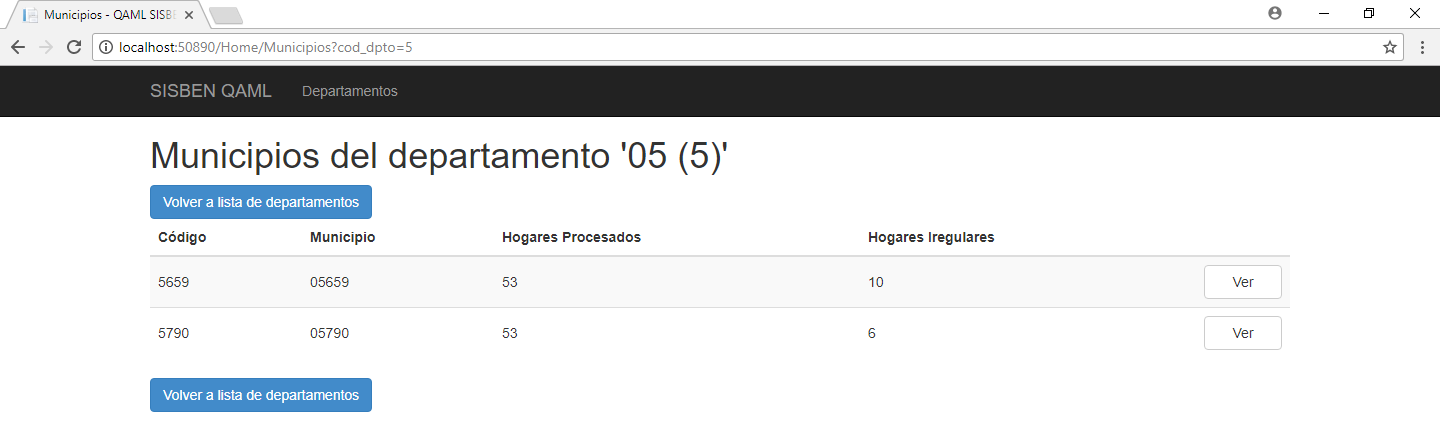 Municipios - QAML SISBE
localhost:50890/Home/Municipios?cod_dpto=5
SISBEN QAML Departamentos
Municipios del departamento '05 (5)'
Volver a lista de departamentos
Código Municipio Hogares Procesados Hogares Iregulares
5659 05659 53 10 Ver
5790 05790 53 6 Ver
Volver a lista de departamentos